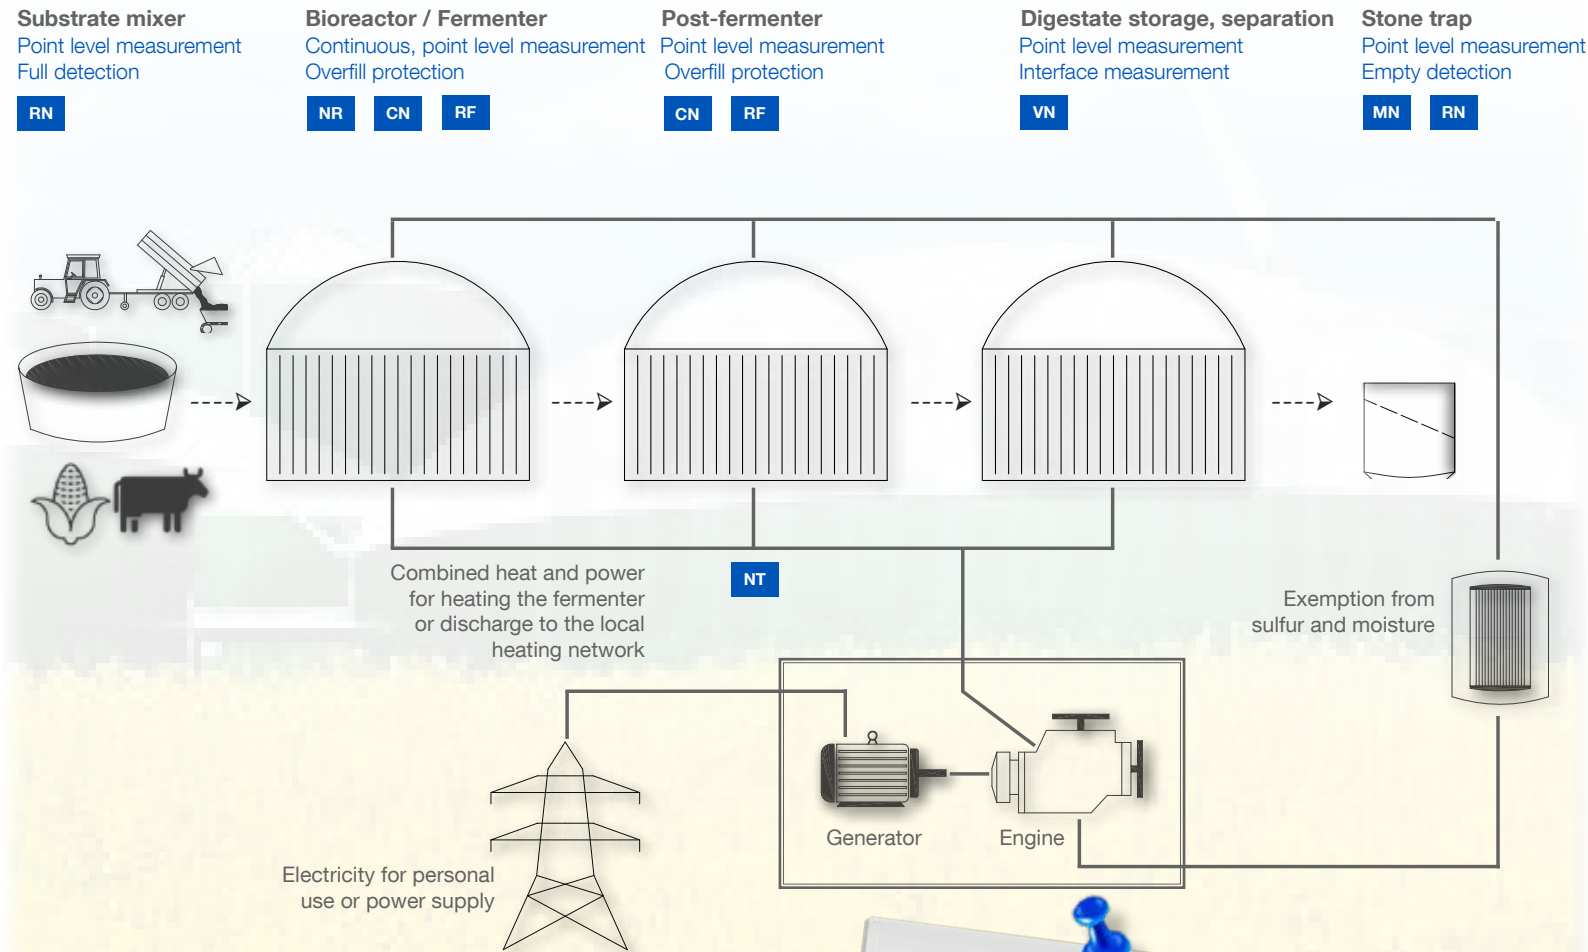 Substrate mixer
Point level measurement
Full detection
RN
Bioreactor / Fermenter
Continuous, point level measurement
Overfill protection
NR CN RF
Post-fermenter
Point level measurement
Overfill protection
CN RF
Digestate storage, separation
Point level measurement
Interface measurement
VN
Stone trap
Point level measurement
Empty detection
MN RN
Combined heat and power
for heating the fermenter
or discharge to the local
heating network
NT
Exemption from
sulfur and moisture
Generator
Engine
Electricity for personal
use or power supply